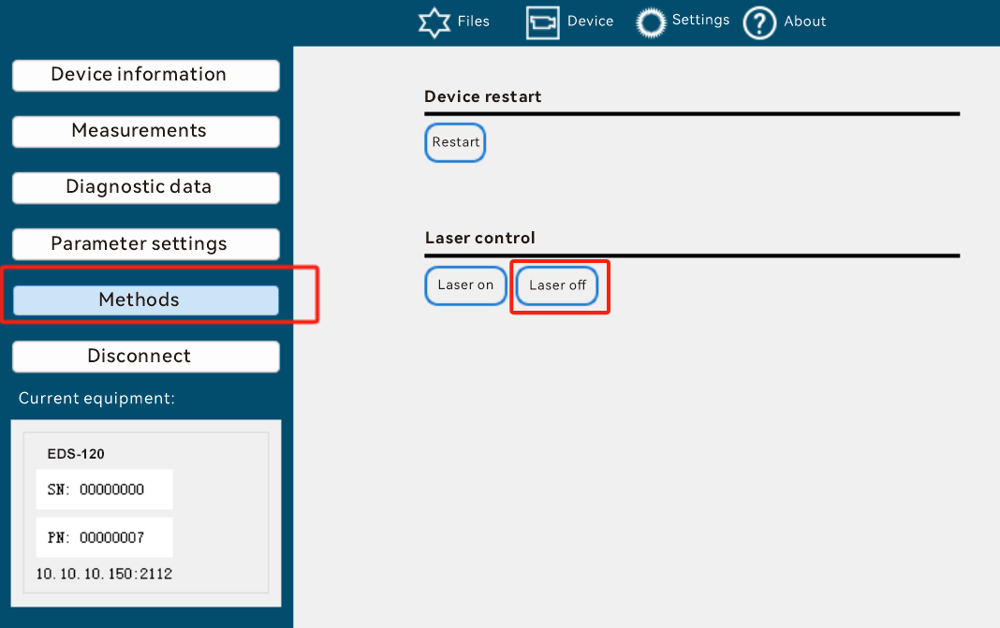 Files Device Settings About
Device information
Measurements
Diagnostic data
Parameter settings
Methods
Disconnect
Current equipment:
EDS-120
SN: 00000000
PN: 00000007
10.10.10.150:2112
Device restart
Restart
Laser control
Laser on Laser off